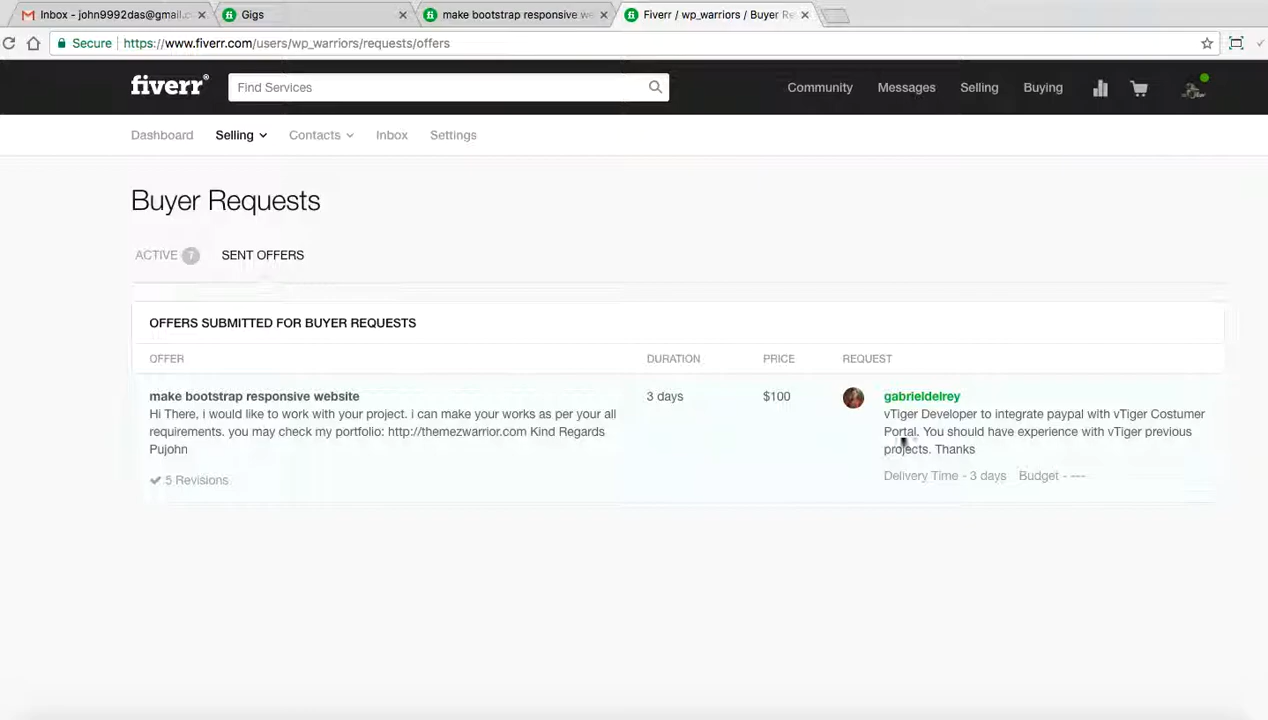 Inbox - john9992das@gmail.c
Gigs
make bootstrap responsive we
Fiverr / wp_warriors / Buyer Re
Secure
https://www.fiverr.com/users/wp_warriors/requests/offers
fiverr®
Find Services
Community
Messages
Selling
Buying
Dashboard
Selling
Contacts
Inbox
Settings
Buyer Requests
ACTIVE 7
SENT OFFERS
OFFERS SUBMITTED FOR BUYER REQUESTS
OFFER
DURATION
PRICE
REQUEST
make bootstrap responsive website
Hi There, i would like to work with your project. i can make your works as per your all
requirements. you may check my portfolio: http://themezwarrior.com Kind Regards
Pujohn
5 Revisions
3 days
$100
gabrieldelrey
vTiger Developer to integrate paypal with vTiger Costumer
Portal. You should have experience with vTiger previous
projects. Thanks
Delivery Time - 3 days Budget - ---